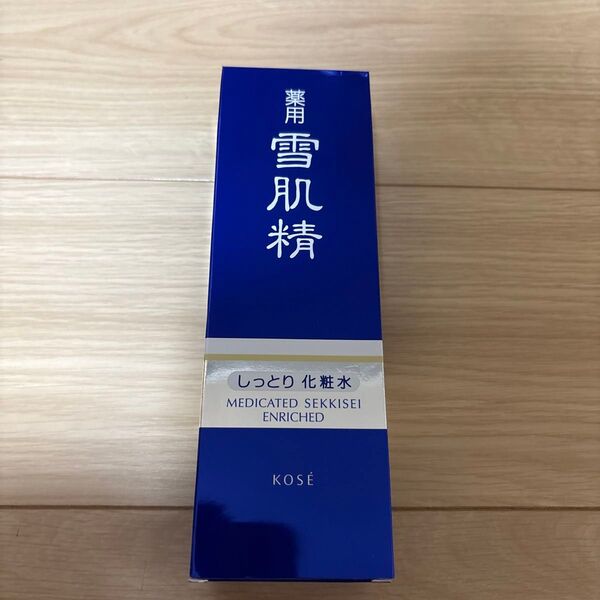 薬用
雪肌精
しっとり 化粧水
MEDICATED SEKKISEI
ENRICHED
KOSÉ